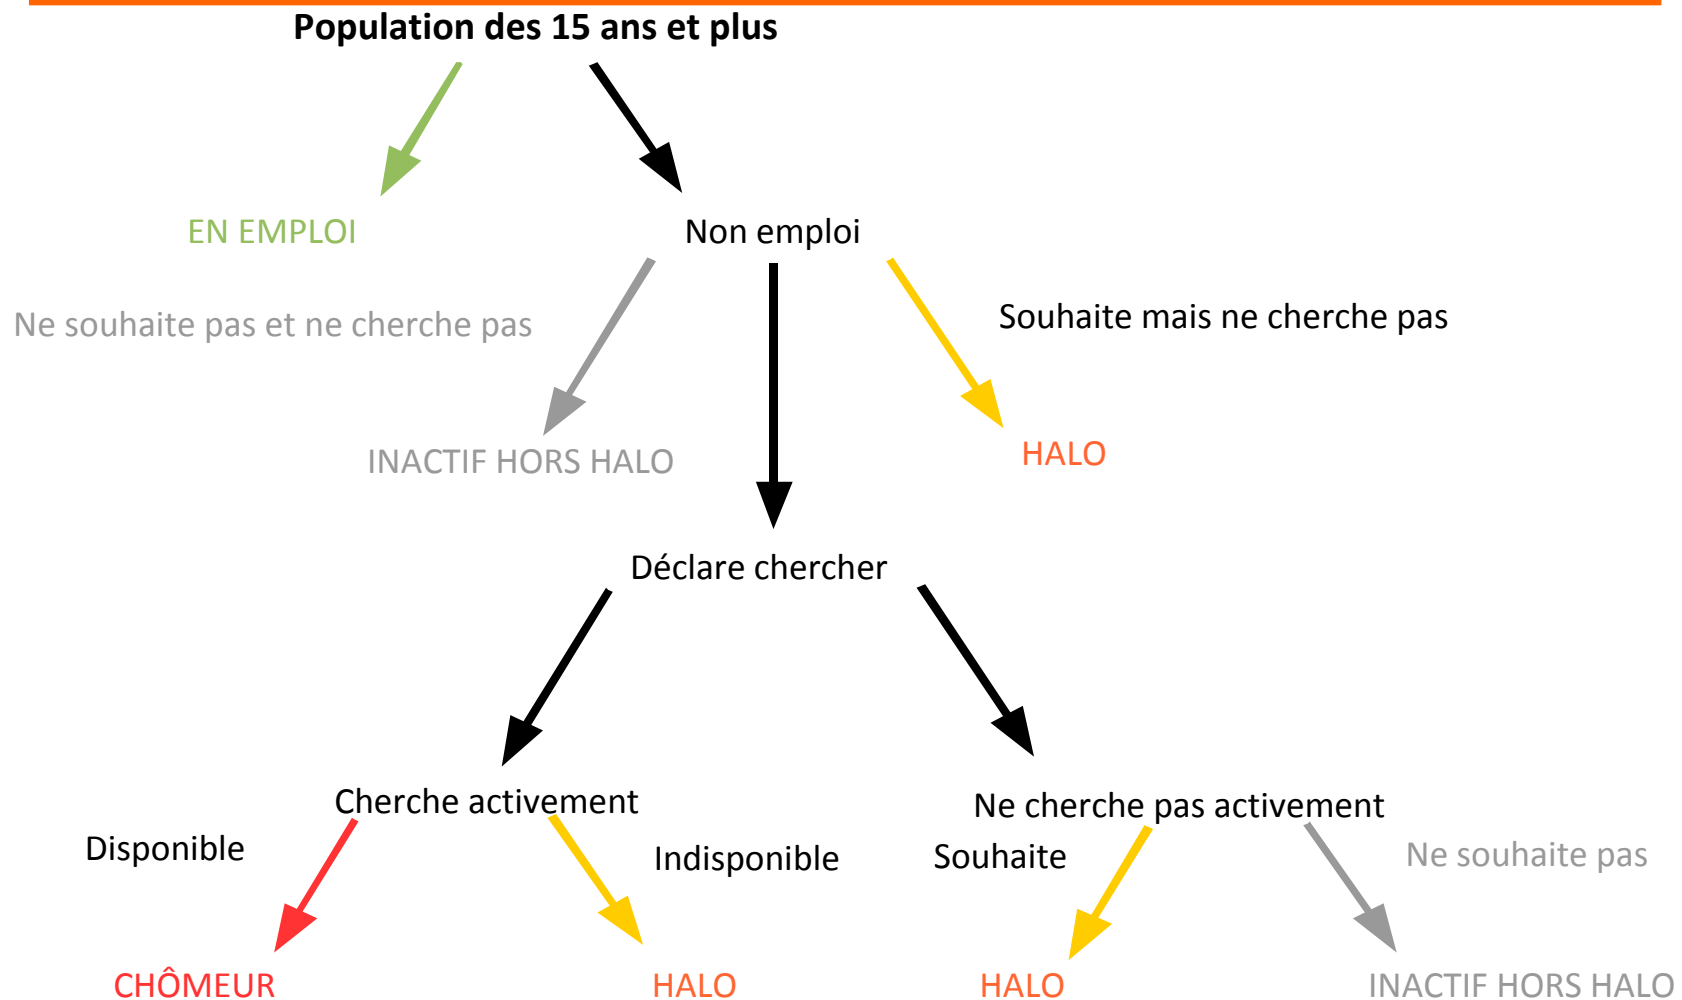 Population des 15 ans et plus
EN EMPLOI
Non emploi
Ne souhaite pas et ne cherche pas
Souhaite mais ne cherche pas
INACTIF HORS HALO
HALO
Déclare chercher
Cherche activement
Ne cherche pas activement
Disponible
Indisponible
Souhaite
Ne souhaite pas
CHÔMEUR
HALO
HALO
INACTIF HORS HALO